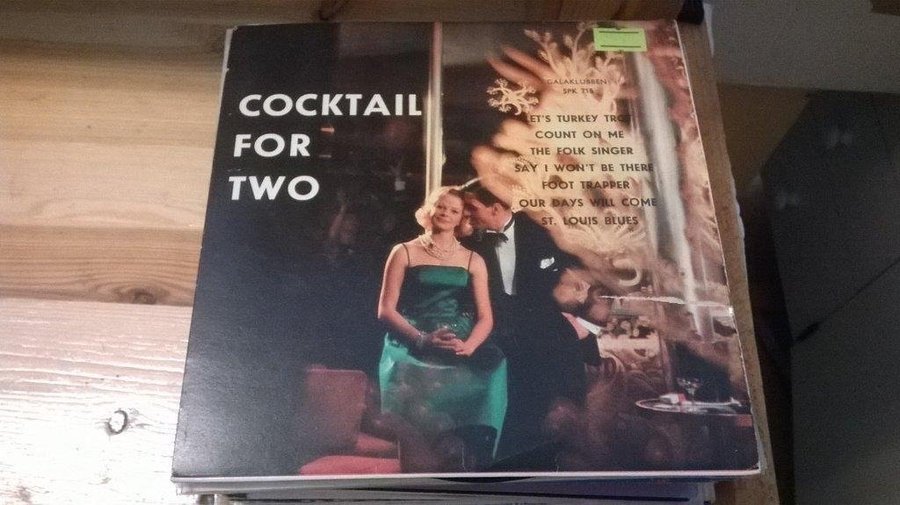 COCKTAIL
FOR
TWO
GALAKLUBBEN
SPK 718
LET'S TURKEY TROT
COUNT ON ME
THE FOLK SINGER
SAY I WON'T BE THERE
FOOT TRAPPER
OUR DAYS WILL COME
ST. LOUIS BLUES